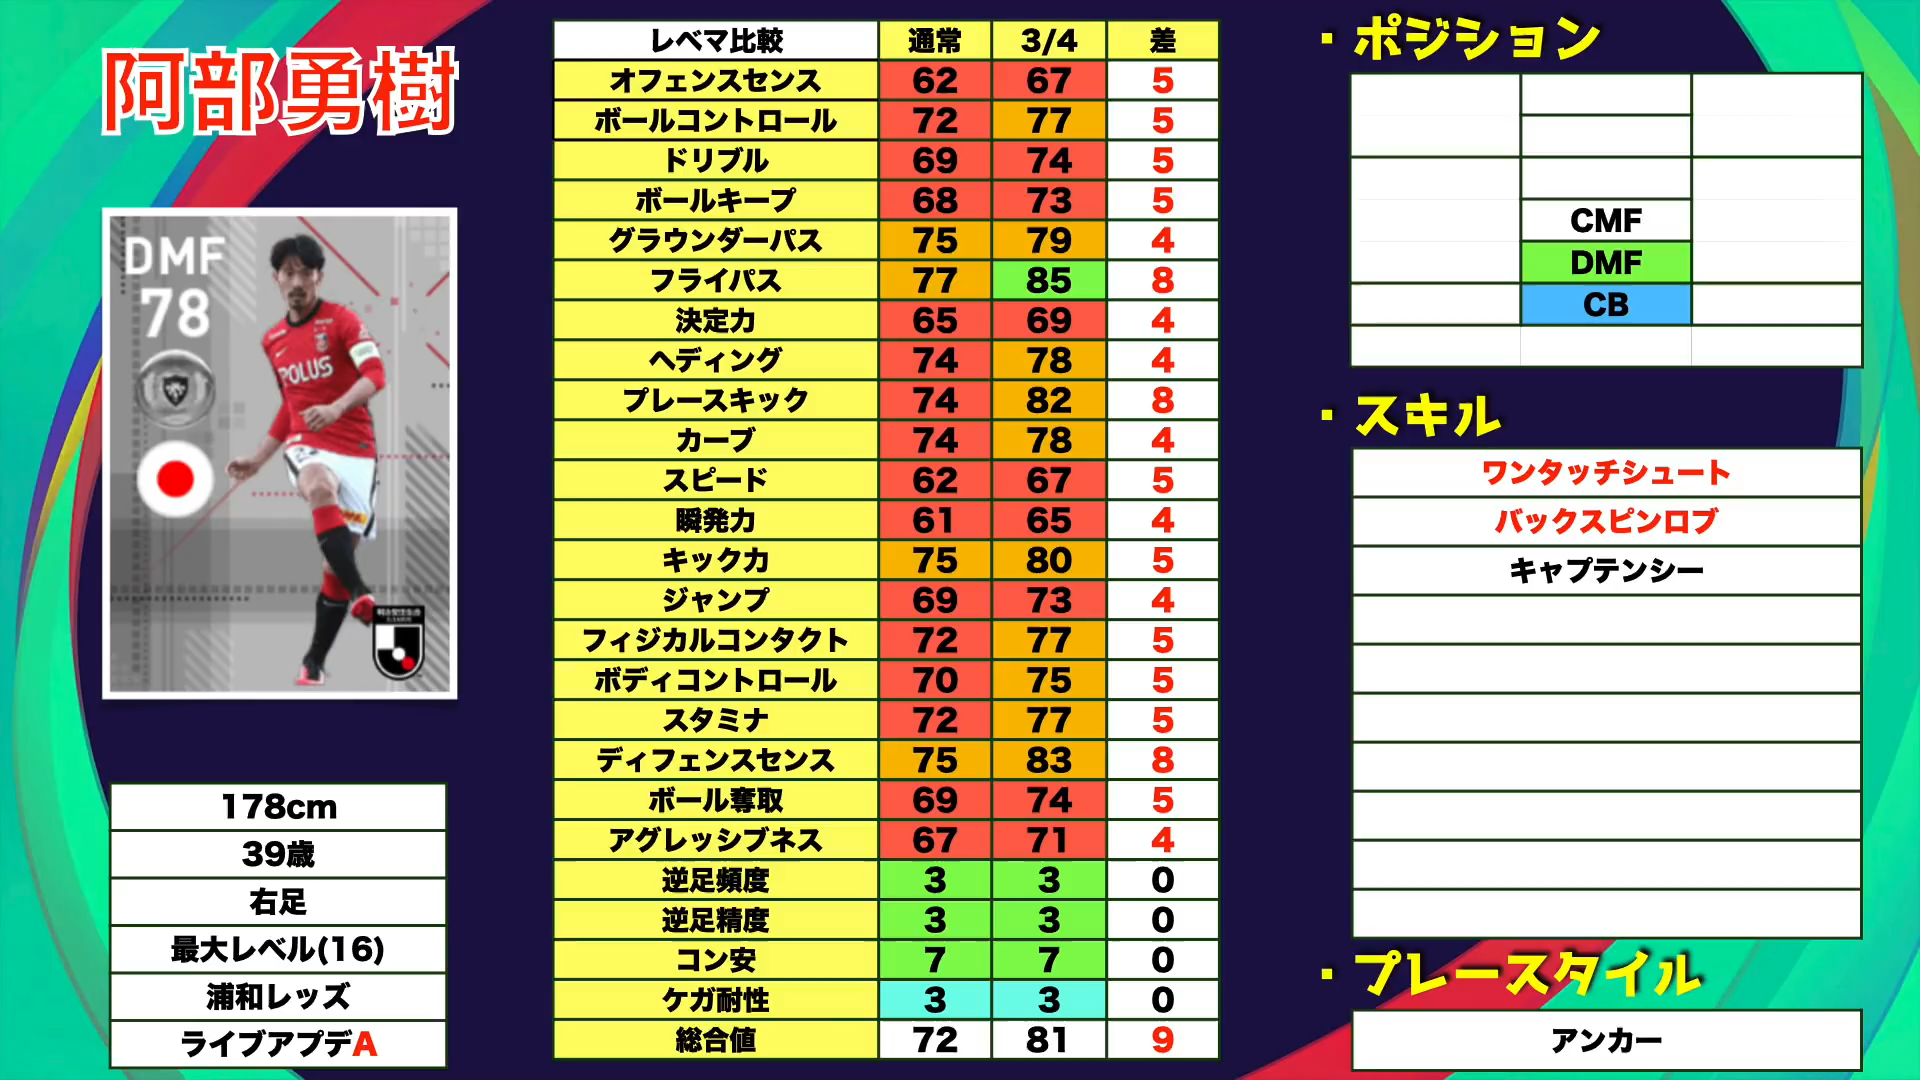 阿部勇樹
DMF
78
POLUS
178cm
39歳
右足
最大レベル(16)
浦和レッズ
ライブアプデA
レベマ比較 通常 3/4 差
オフェンスセンス 62 67 5
ボールコントロール 72 77 5
ドリブル 69 74 5
ボールキープ 68 73 5
グラウンダーパス 75 79 4
フライパス 77 85 8
決定力 65 69 4
ヘディング 74 78 4
プレースキック 74 82 8
カーブ 74 78 4
スピード 62 67 5
瞬発力 61 65 4
キック力 75 80 5
ジャンプ 69 73 4
フィジカルコンタクト 72 77 5
ボディコントロール 70 75 5
スタミナ 72 77 5
ディフェンスセンス 75 83 8
ボール奪取 69 74 5
アグレッシブネス 67 71 4
逆足頻度 3 3 0
逆足精度 3 3 0
コン安 7 7 0
ケガ耐性 3 3 0
総合値 72 81 9
・ポジション
CMF
DMF
CB
・スキル
ワンタッチシュート
バックスピンロブ
キャプテンシー
・プレースタイル
アンカー